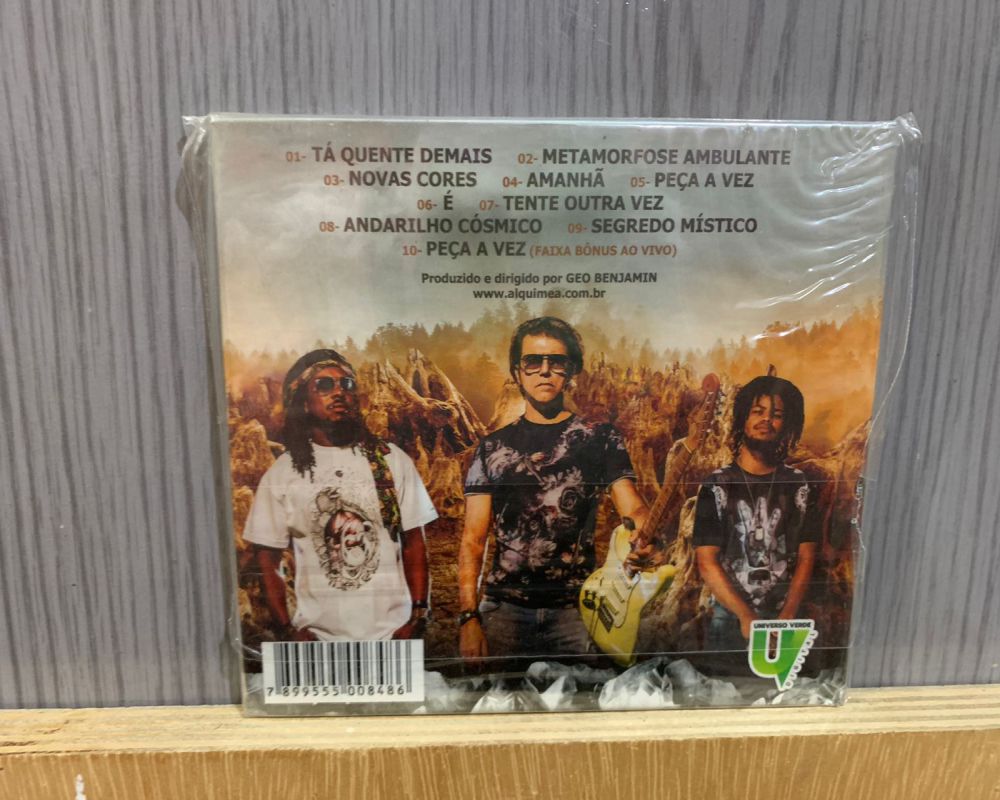 01- TÁ QUENTE DEMAIS 02- METAMORFOSE AMBULANTE
03- NOVAS CORES 04- AMANHÃ 05- PEÇA A VEZ
06- É 07- TENTE OUTRA VEZ
08- ANDARILHO CÓSMICO 09- SEGREDO MÍSTICO
10- PEÇA A VEZ (FAIXA BÔNUS AO VIVO)
Produzido e dirigido por GEO BENJAMIN
www.alquimea.com.br
UNIVERSO VERDE
UV
7 899555 008486